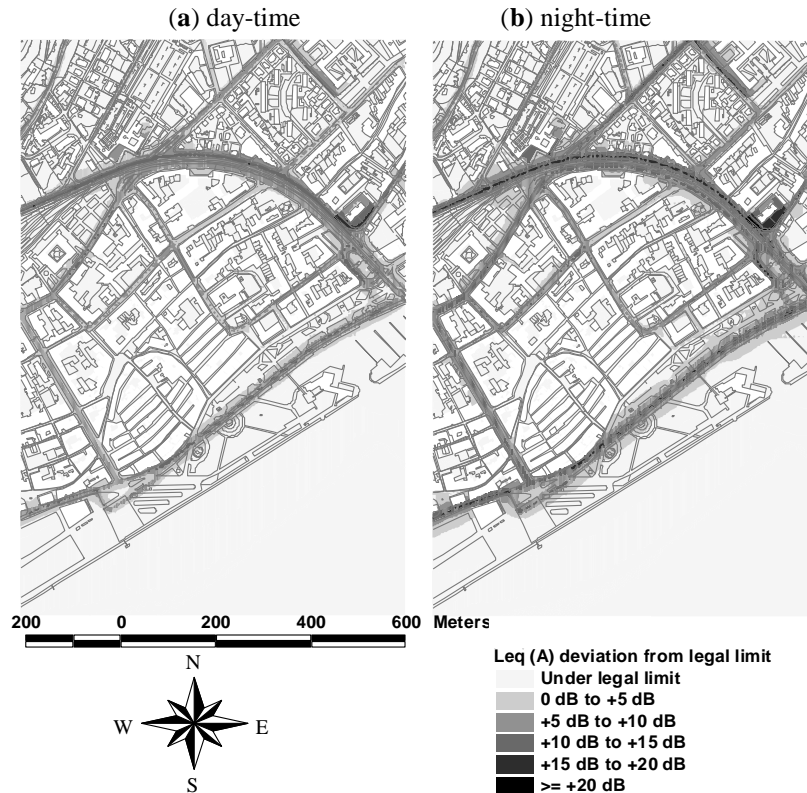 (a) day-time
(b) night-time
200 0 200 400 600 Meters
N
W E
S
Leq (A) deviation from legal limit
Under legal limit
0 dB to +5 dB
+5 dB to +10 dB
+10 dB to +15 dB
+15 dB to +20 dB
>= +20 dB